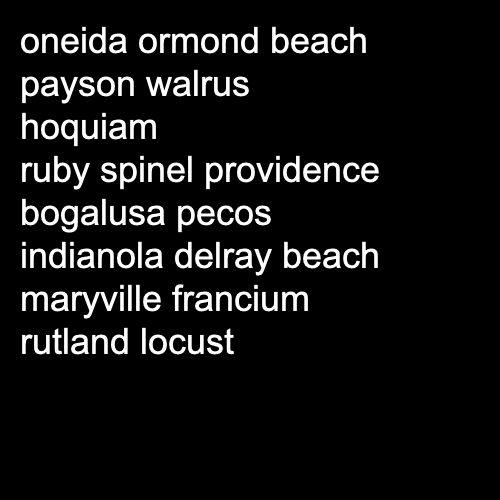 oneida ormond beach
payson walrus
hoquiam
ruby spinel providence
bogalusa pecos
indianola delray beach
maryville francium
rutland locust